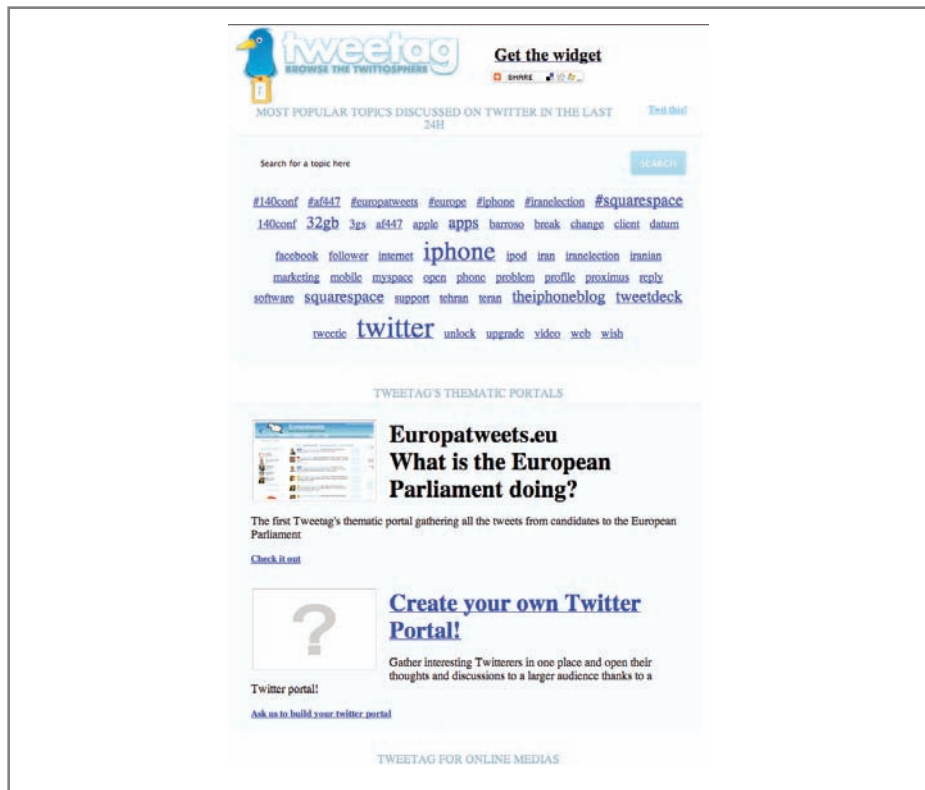 tweetag
BROWSE THE TWITTOSPHERE
Get the widget
SHARE
MOST POPULAR TOPICS DISCUSSED ON TWITTER IN THE LAST
24H
Twit this!
Search for a topic here
SEARCH
#140conf #af447 #europatweets #europe #iphone #iranelection #squarespace
140conf 32gb 3gs af447 apple apps barroso break change client datum
facebook follower internet iphone ipod iran iranelection iranian
marketing mobile myspace open phone problem profile proximus reply
software squarespace support tehran teran theiphoneblog tweetdeck
tweetie twitter unlock upgrade video web wish
TWEETAG'S THEMATIC PORTALS
Europatweets.eu
What is the European
Parliament doing?
The first Tweetag's thematic portal gathering all the tweets from candidates to the European
Parliament
Check it out
?
Create your own Twitter
Portal!
Gather interesting Twitterers in one place and open their
thoughts and discussions to a larger audience thanks to a
Twitter portal!
Ask us to build your twitter portal
TWEETAG FOR ONLINE MEDIAS